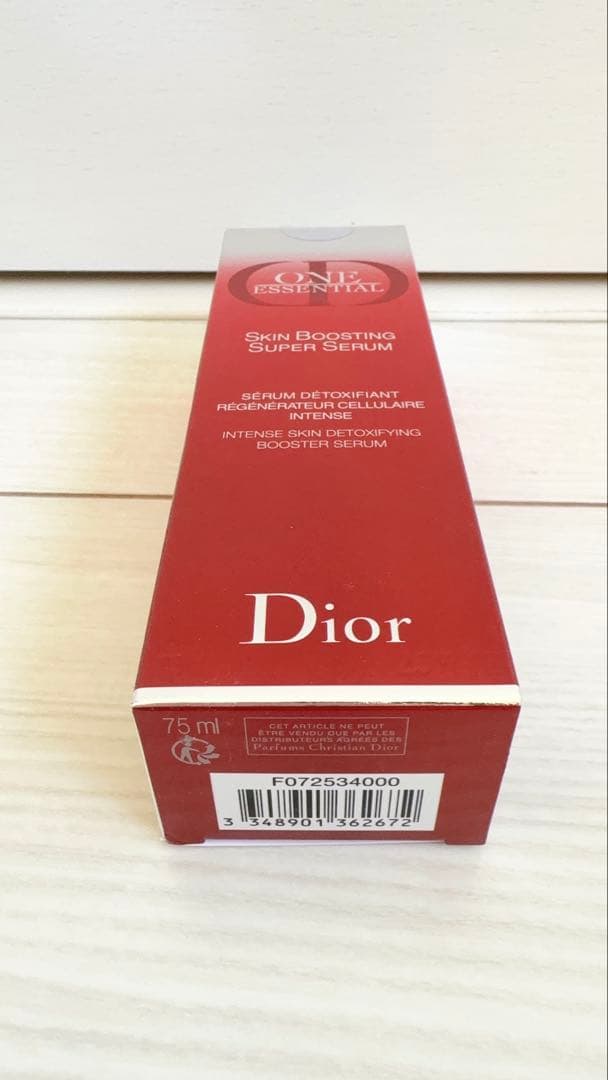 ONE
ESSENTIAL
SKIN BOOSTING
SUPER SERUM
SÉRUM DÉTOXIFIANT
RÉGÉNÉRATEUR CELLULAIRE
INTENSE
INTENSE SKIN DETOXIFYING
BOOSTER SERUM
Dior
75 ml
CET ARTICLE NE PEUT
ÊTRE VENDU QUE PAR LES
DISTRIBUTEURS AGRÉÉS DES
Parfums Christian Dior
F072534000
3 348901 362672